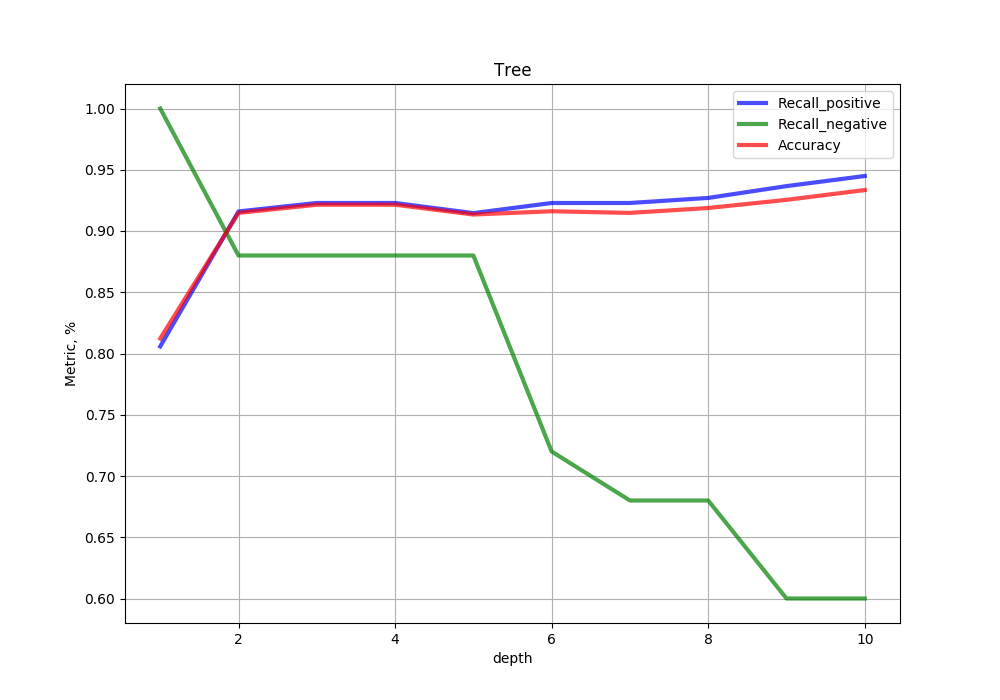 Tree
Recall_positive
Recall_negative
Accuracy
Metric, %
1.00
0.95
0.90
0.85
0.80
0.75
0.70
0.65
0.60
2 4 6 8 10
depth